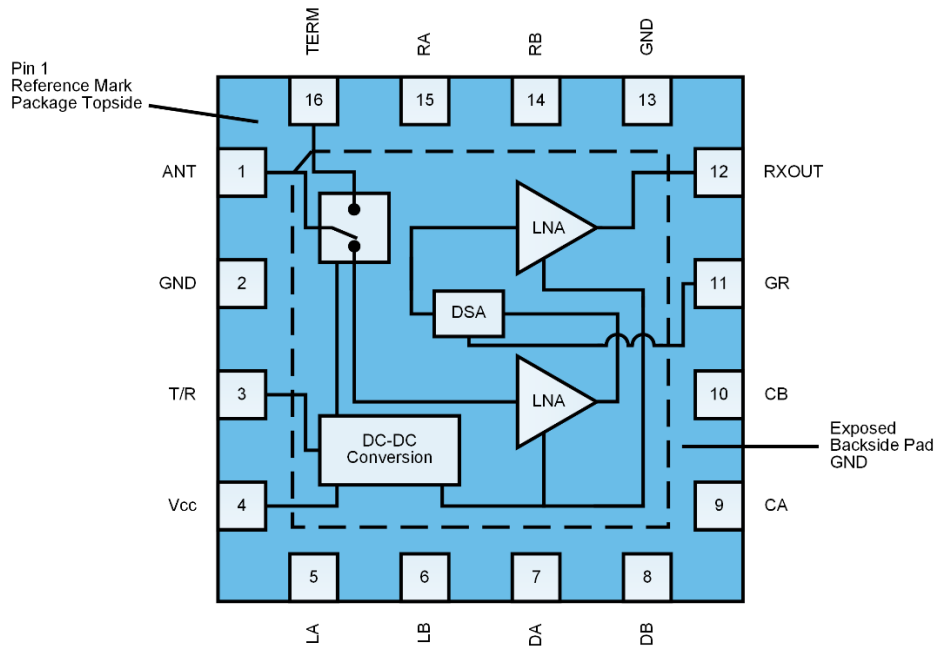 TERM
RA
RB
GND
Pin 1
Reference Mark
Package Topside
16
15
14
13
ANT
1
12
RXOUT
LNA
GND
2
11
GR
DSA
T/R
3
LNA
10
CB
DC-DC
Conversion
Exposed
Backside Pad
GND
Vcc
4
9
CA
5
6
7
8
LA
LB
DA
DB